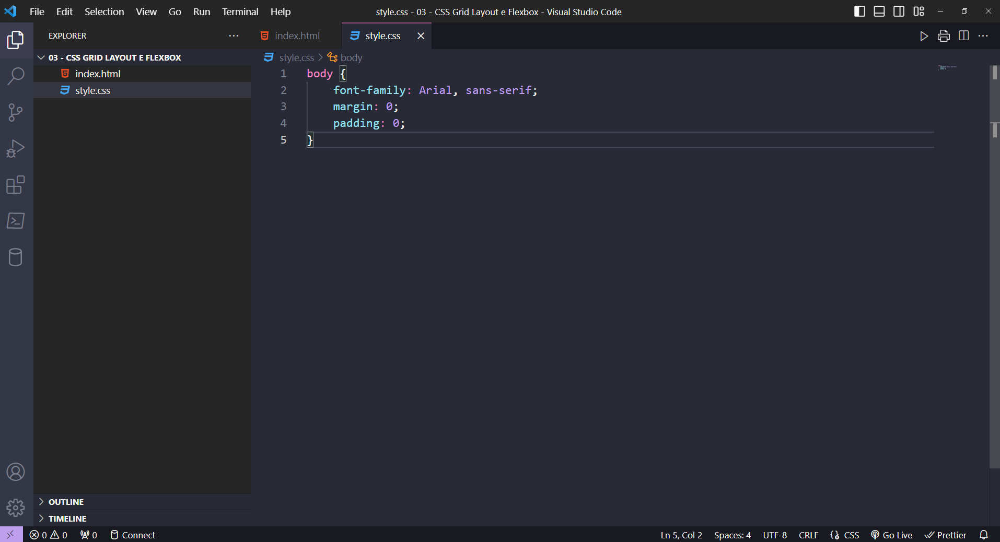 File Edit Selection View Go Run Terminal Help
style.css - 03 - CSS Grid Layout e Flexbox - Visual Studio Code
EXPLORER
index.html
style.css
03 - CSS GRID LAYOUT E FLEXBOX
index.html
style.css
style.css > body
1 body {
2     font-family: Arial, sans-serif;
3     margin: 0;
4     padding: 0;
5 }
OUTLINE
TIMELINE
0 0 0 Connect
Ln 5, Col 2 Spaces: 4 UTF-8 CRLF CSS Go Live Prettier